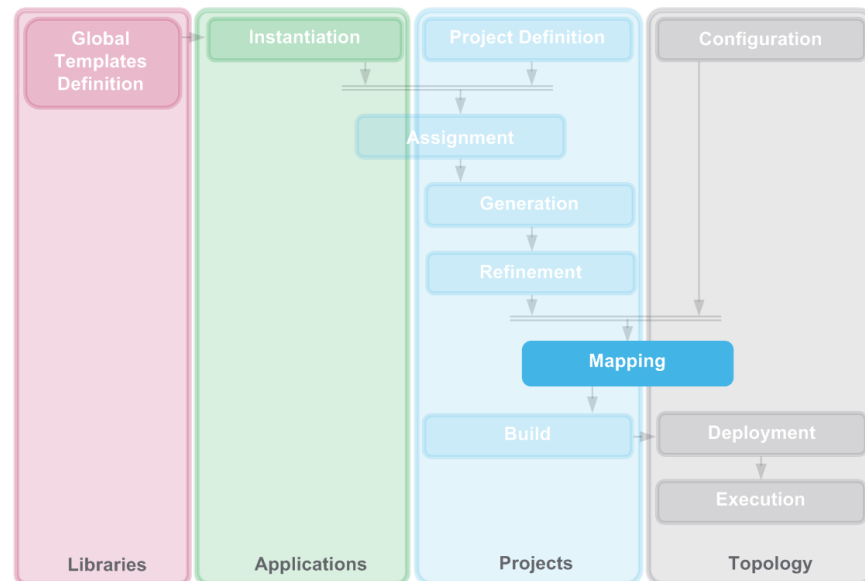 Global
Templates
Definition
Instantiation
Project Definition
Configuration
Assignment
Generation
Refinement
Mapping
Build
Deployment
Execution
Libraries
Applications
Projects
Topology